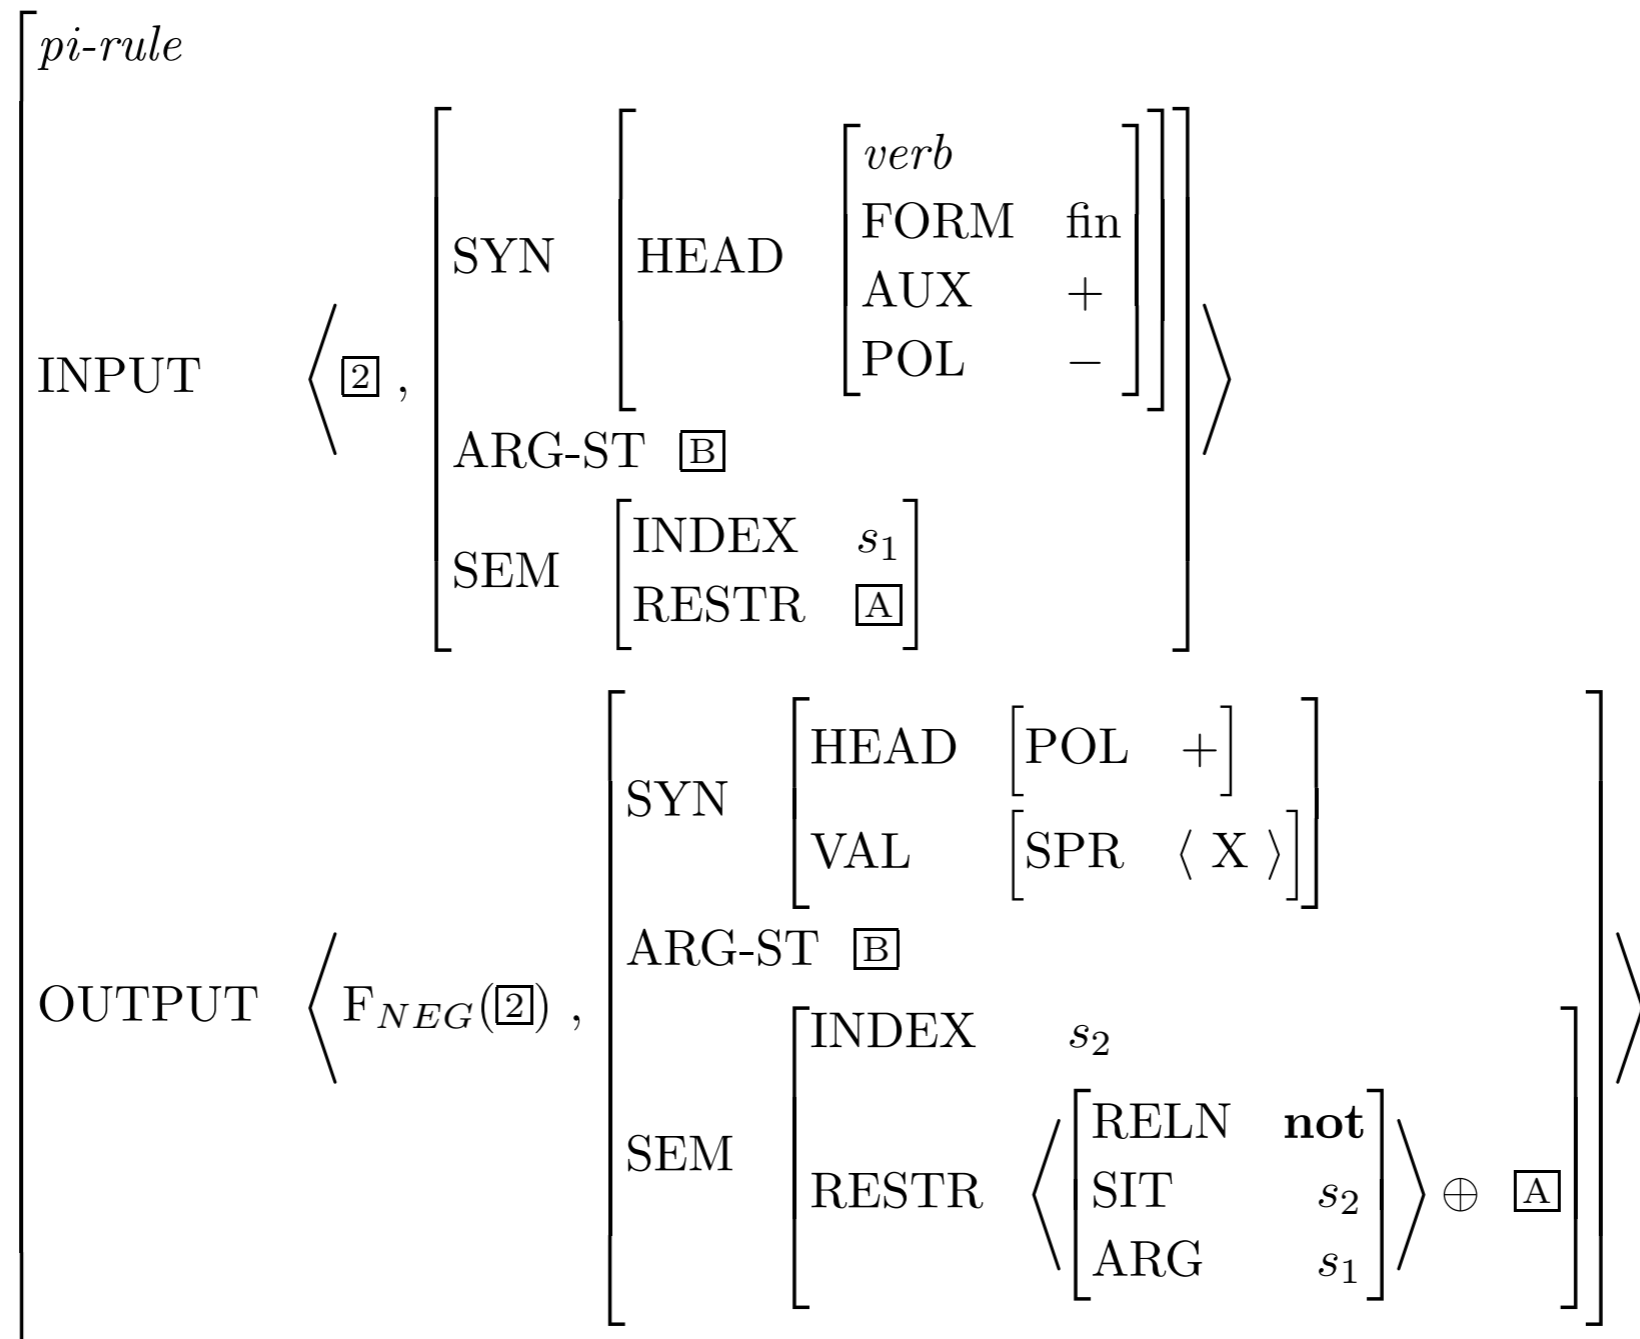 pi-rule
verb
FORM fin
SYN HEAD
AUX +
POL −
INPUT ⟨ 2 ,  ⟩
ARG-ST B
INDEX s₁
SEM
RESTR A
HEAD [POL +]
SYN
VAL [SPR ⟨ X ⟩]
ARG-ST B
OUTPUT ⟨ F_NEG(2) ,  ⟩
INDEX s₂
RELN not
SEM
RESTR ⟨ SIT s₂ ⟩ ⊕ A
ARG s₁